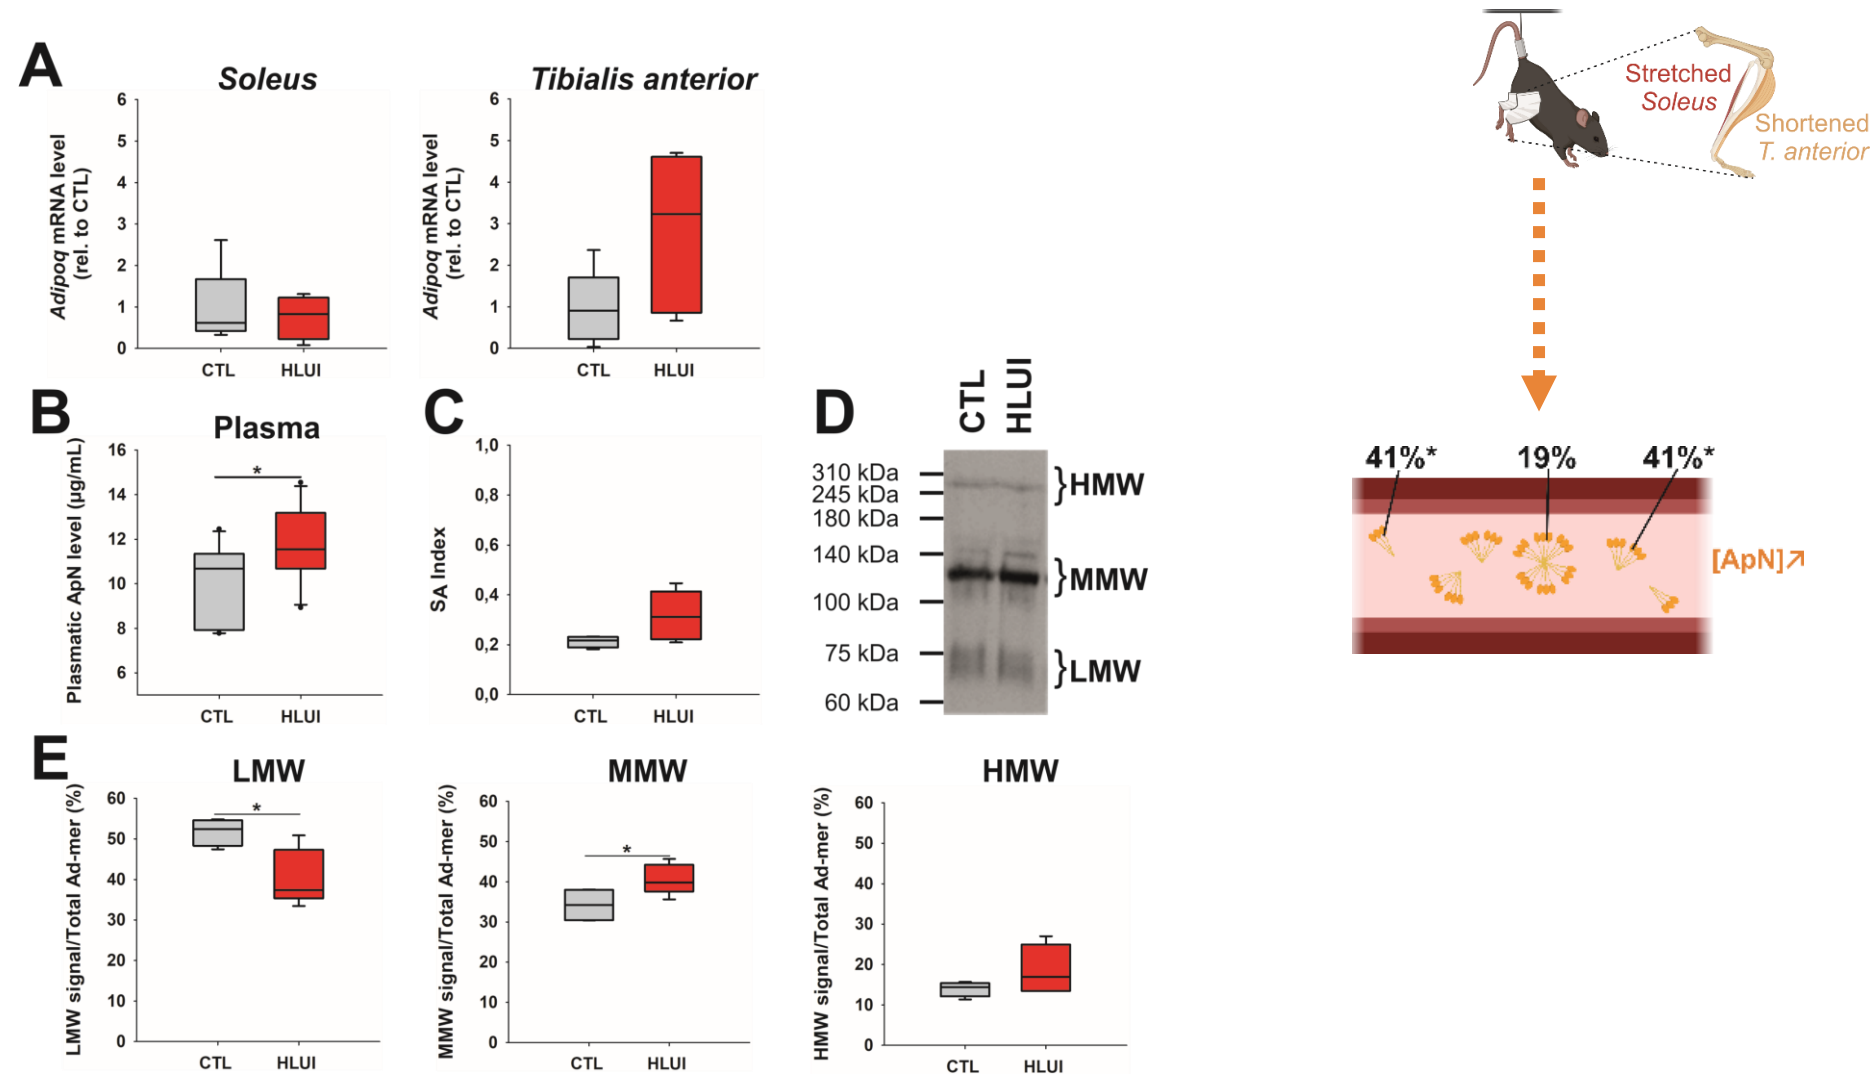 A
Soleus
Adipoq mRNA level
(rel. to CTL)
6
5
4
3
2
1
0
CTL
HLUI
Tibialis anterior
Adipoq mRNA level
(rel. to CTL)
6
5
4
3
2
1
0
CTL
HLUI
Stretched
Soleus
Shortened
T. anterior
B
Plasma
Plasmatic ApN level (µg/mL)
16
14
12
10
8
6
*
CTL
HLUI
C
SA Index
1,0
0,8
0,6
0,4
0,2
0,0
CTL
HLUI
D
CTL
HLUI
310 kDa
245 kDa
180 kDa
140 kDa
100 kDa
75 kDa
60 kDa
}HMW
}MMW
}LMW
41%*
19%
41%*
[ApN]↗
E
LMW
LMW signal/Total Ad-mer (%)
60
50
40
30
20
10
0
*
CTL
HLUI
MMW
MMW signal/Total Ad-mer (%)
60
50
40
30
20
10
0
*
CTL
HLUI
HMW
HMW signal/Total Ad-mer (%)
60
50
40
30
20
10
0
CTL
HLUI